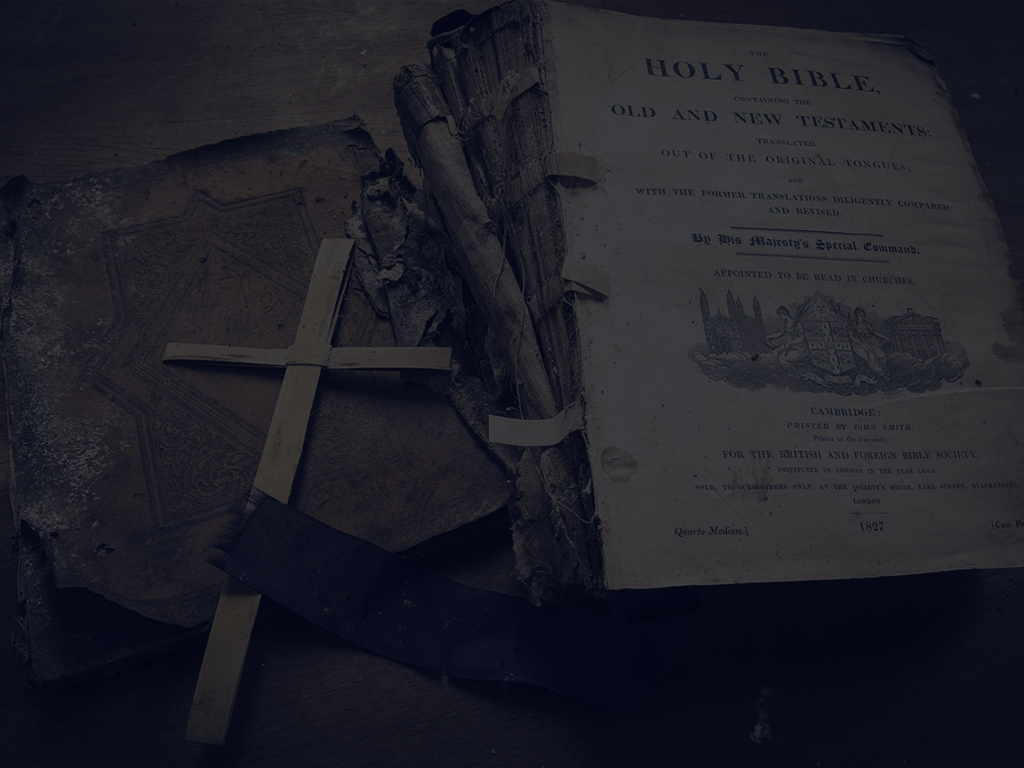 THE
HOLY BIBLE,
CONTAINING THE
OLD AND NEW TESTAMENTS:
TRANSLATED
OUT OF THE ORIGINAL TONGUES;
AND
WITH THE FORMER TRANSLATIONS DILIGENTLY COMPARED
AND REVISED.
By His Majesty's Special Command.
APPOINTED TO BE READ IN CHURCHES.
CAMBRIDGE:
PRINTED BY JOHN SMITH,
Printer to the University;
FOR THE BRITISH AND FOREIGN BIBLE SOCIETY,
INSTITUTED IN LONDON IN THE YEAR 1804:
SOLD, TO SUBSCRIBERS ONLY, AT THE SOCIETY'S HOUSE, EARL STREET,
LONDON.
1827
Quarto Medium.]